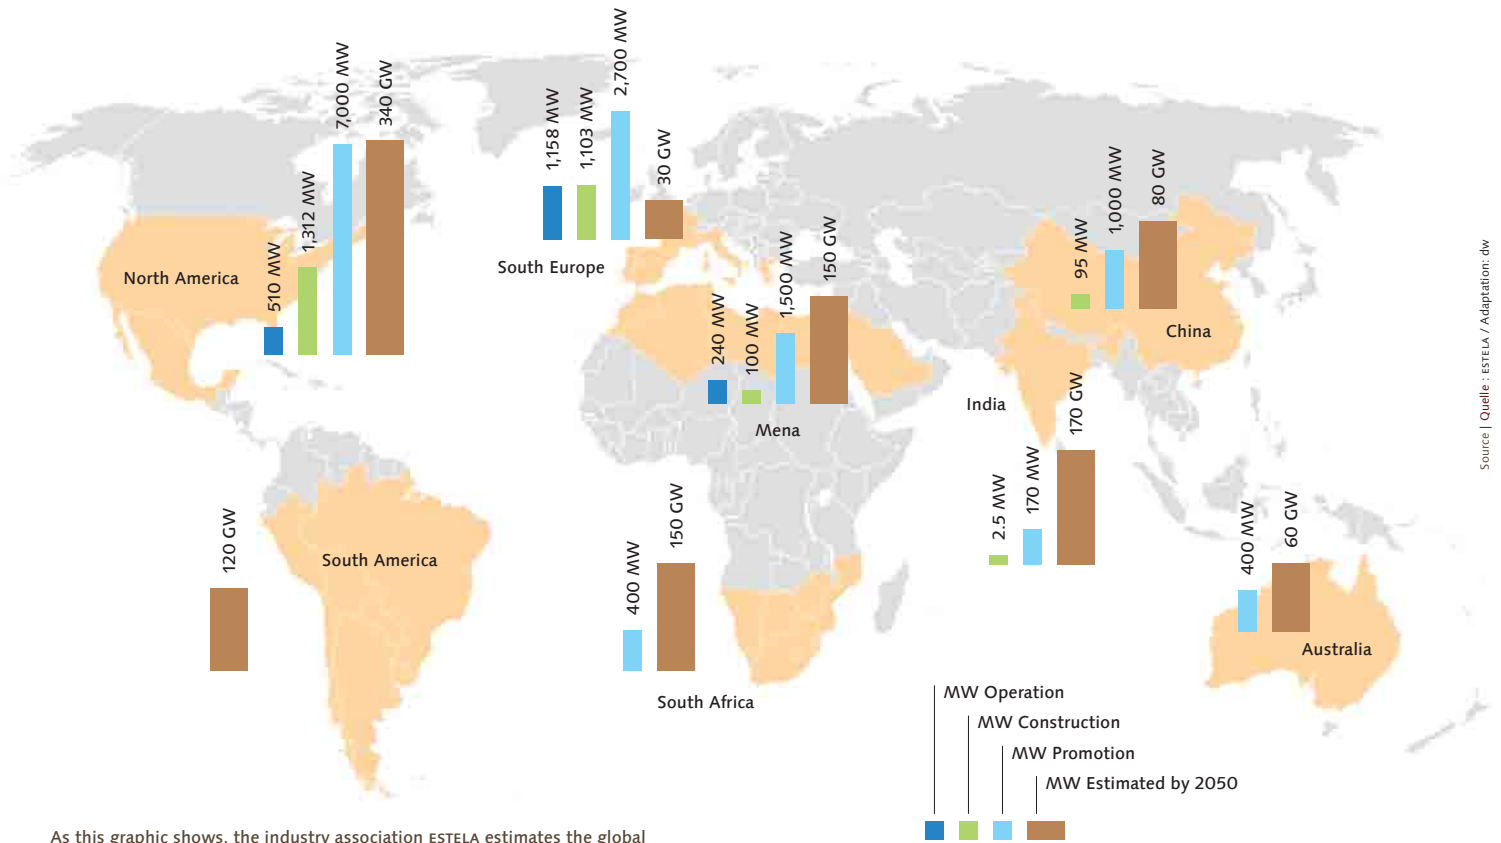 North America
510 MW
1,312 MW
7,000 MW
340 GW
South Europe
1,158 MW
1,103 MW
2,700 MW
30 GW
Mena
240 MW
100 MW
1,500 MW
150 GW
China
95 MW
1,000 MW
80 GW
India
2.5 MW
170 MW
170 GW
South America
120 GW
South Africa
400 MW
150 GW
Australia
400 MW
60 GW
MW Operation
MW Construction
MW Promotion
MW Estimated by 2050
Source | Quelle : ESTELA / Adaptation: dw
As this graphic shows, the industry association ESTELA estimates the global